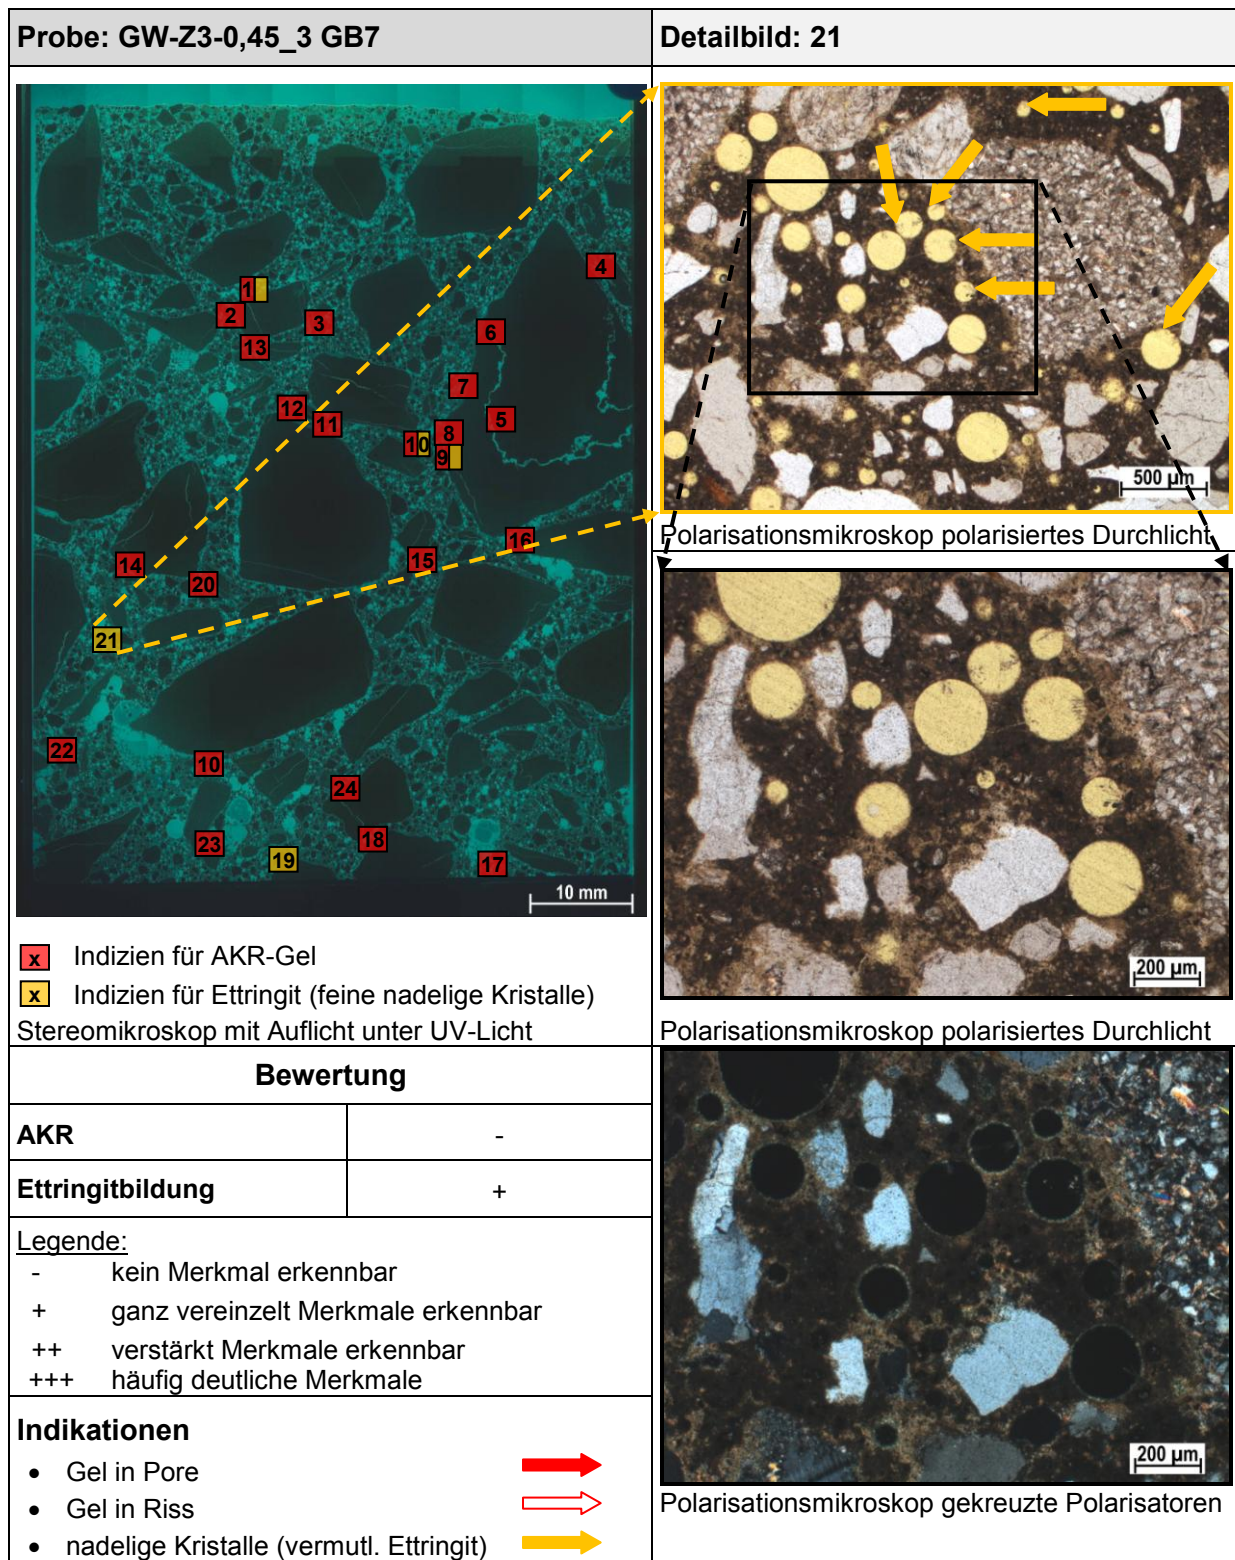 Probe: GW-Z3-0,45_3 GB7
Detailbild: 21
1
2
3
4
13
6
7
12
11
5
8
10
9
14
20
15
16
21
22
10
24
23
18
19
17
10 mm
x Indizien für AKR-Gel
x Indizien für Ettringit (feine nadelige Kristalle)
Stereomikroskop mit Auflicht unter UV-Licht
500 µm
Polarisationsmikroskop polarisiertes Durchlicht
200 µm
Polarisationsmikroskop polarisiertes Durchlicht
200 µm
Polarisationsmikroskop gekreuzte Polarisatoren
Bewertung
AKR -
Ettringitbildung +
Legende:
- kein Merkmal erkennbar
+ ganz vereinzelt Merkmale erkennbar
++ verstärkt Merkmale erkennbar
+++ häufig deutliche Merkmale
Indikationen
• Gel in Pore
• Gel in Riss
• nadelige Kristalle (vermutl. Ettringit)